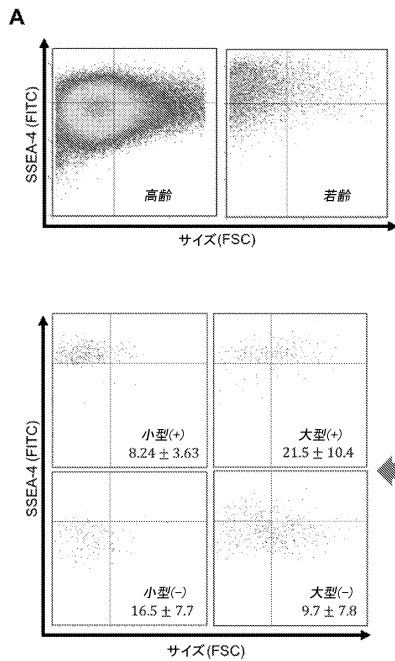 A
SSEA-4 (FITC)
高齢
若齢
サイズ(FSC)
SSEA-4 (FITC)
小型(+)
8.24 ± 3.63
大型(+)
21.5 ± 10.4
小型(−)
16.5 ± 7.7
大型(−)
9.7 ± 7.8
サイズ(FSC)